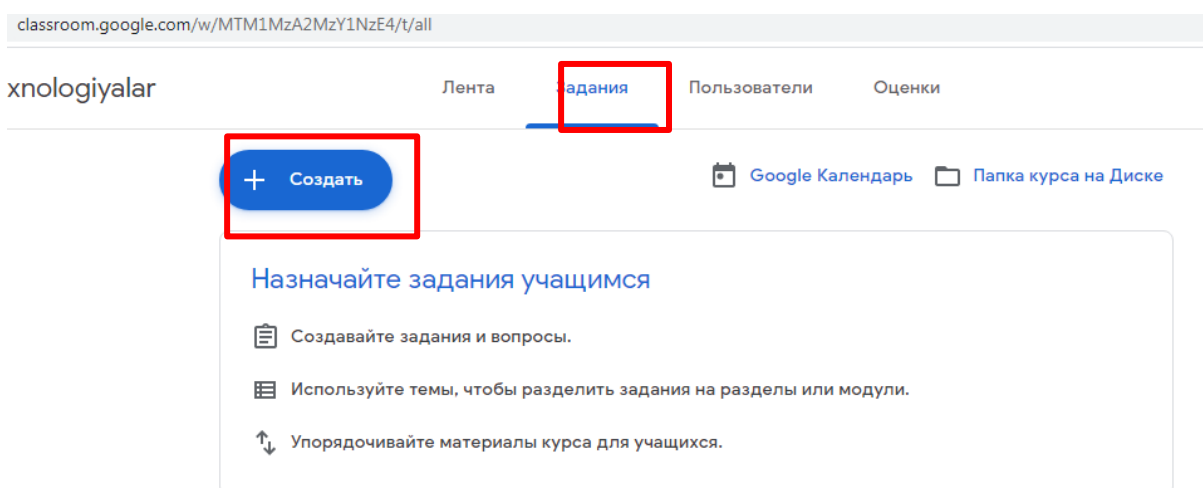 classroom.google.com/w/MTM1MzA2MzY1NzE4/t/all
xnologiyalar Лента Задания Пользователи Оценки
Создать Google Календарь Папка курса на Диске
Назначайте задания учащимся
Создавайте задания и вопросы.
Используйте темы, чтобы разделить задания на разделы или модули.
Упорядочивайте материалы курса для учащихся.